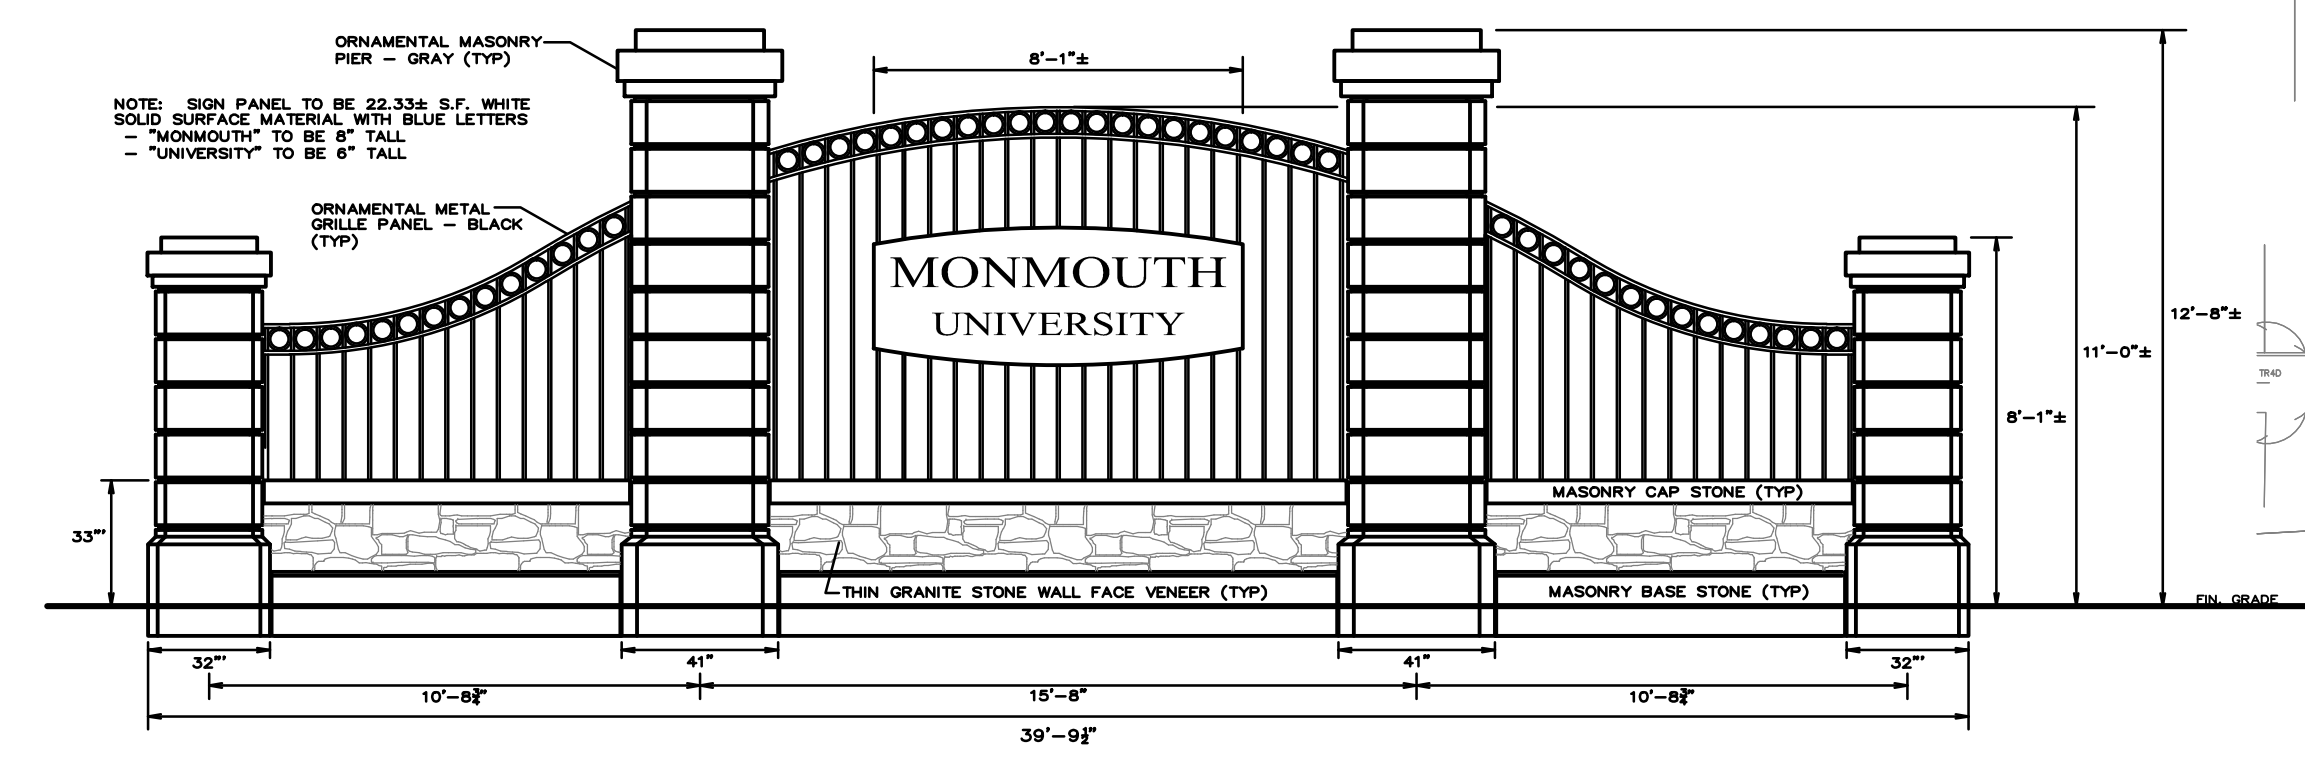 ORNAMENTAL MASONRY
PIER – GRAY (TYP)
8'–1"±
NOTE: SIGN PANEL TO BE 22.33± S.F. WHITE
SOLID SURFACE MATERIAL WITH BLUE LETTERS
– "MONMOUTH" TO BE 8" TALL
– "UNIVERSITY" TO BE 6" TALL
ORNAMENTAL METAL
GRILLE PANEL – BLACK
(TYP)
MONMOUTH
UNIVERSITY
12'–8"±
11'–0"±
TR4D
8'–1"±
MASONRY CAP STONE (TYP)
33"'
THIN GRANITE STONE WALL FACE VENEER (TYP)
MASONRY BASE STONE (TYP)
FIN. GRADE
32"'
41"
41"
32"'
10'–8¾"
15'–8"
10'–8¾"
39'–9½"